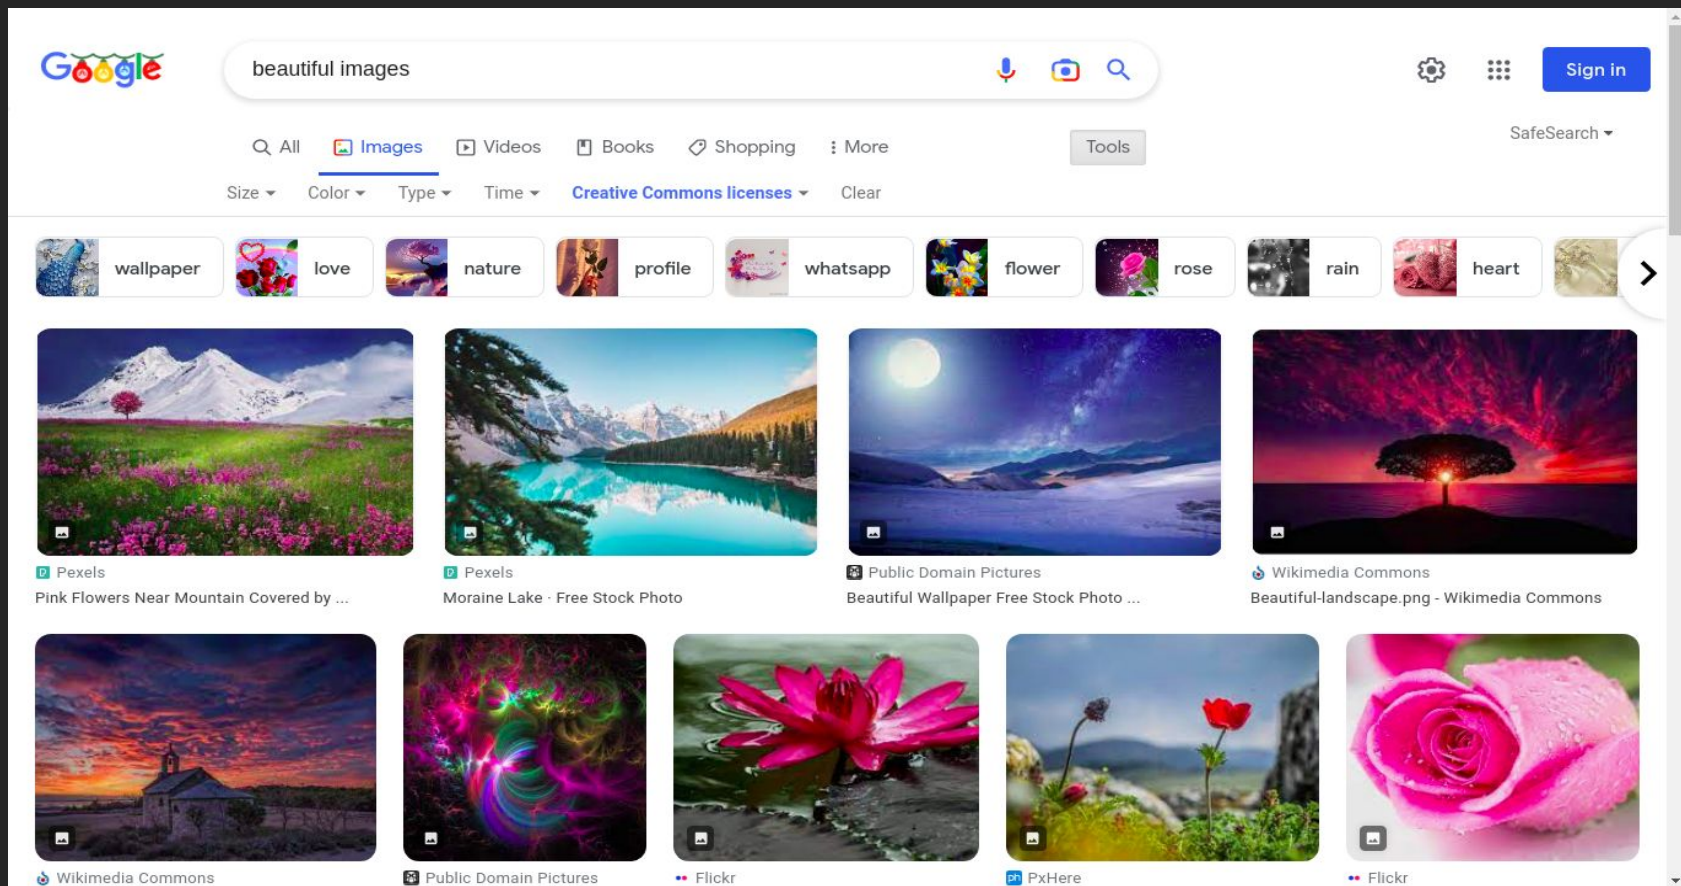 Google
beautiful images
Sign in
All Images Videos Books Shopping More Tools
SafeSearch
Size Color Type Time Creative Commons licenses Clear
wallpaper love nature profile whatsapp flower rose rain heart
Pexels Pexels Public Domain Pictures Wikimedia Commons
Pink Flowers Near Mountain Covered by ... Moraine Lake · Free Stock Photo Beautiful Wallpaper Free Stock Photo ... Beautiful-landscape.png - Wikimedia Commons
Wikimedia Commons Public Domain Pictures Flickr ph PxHere Flickr